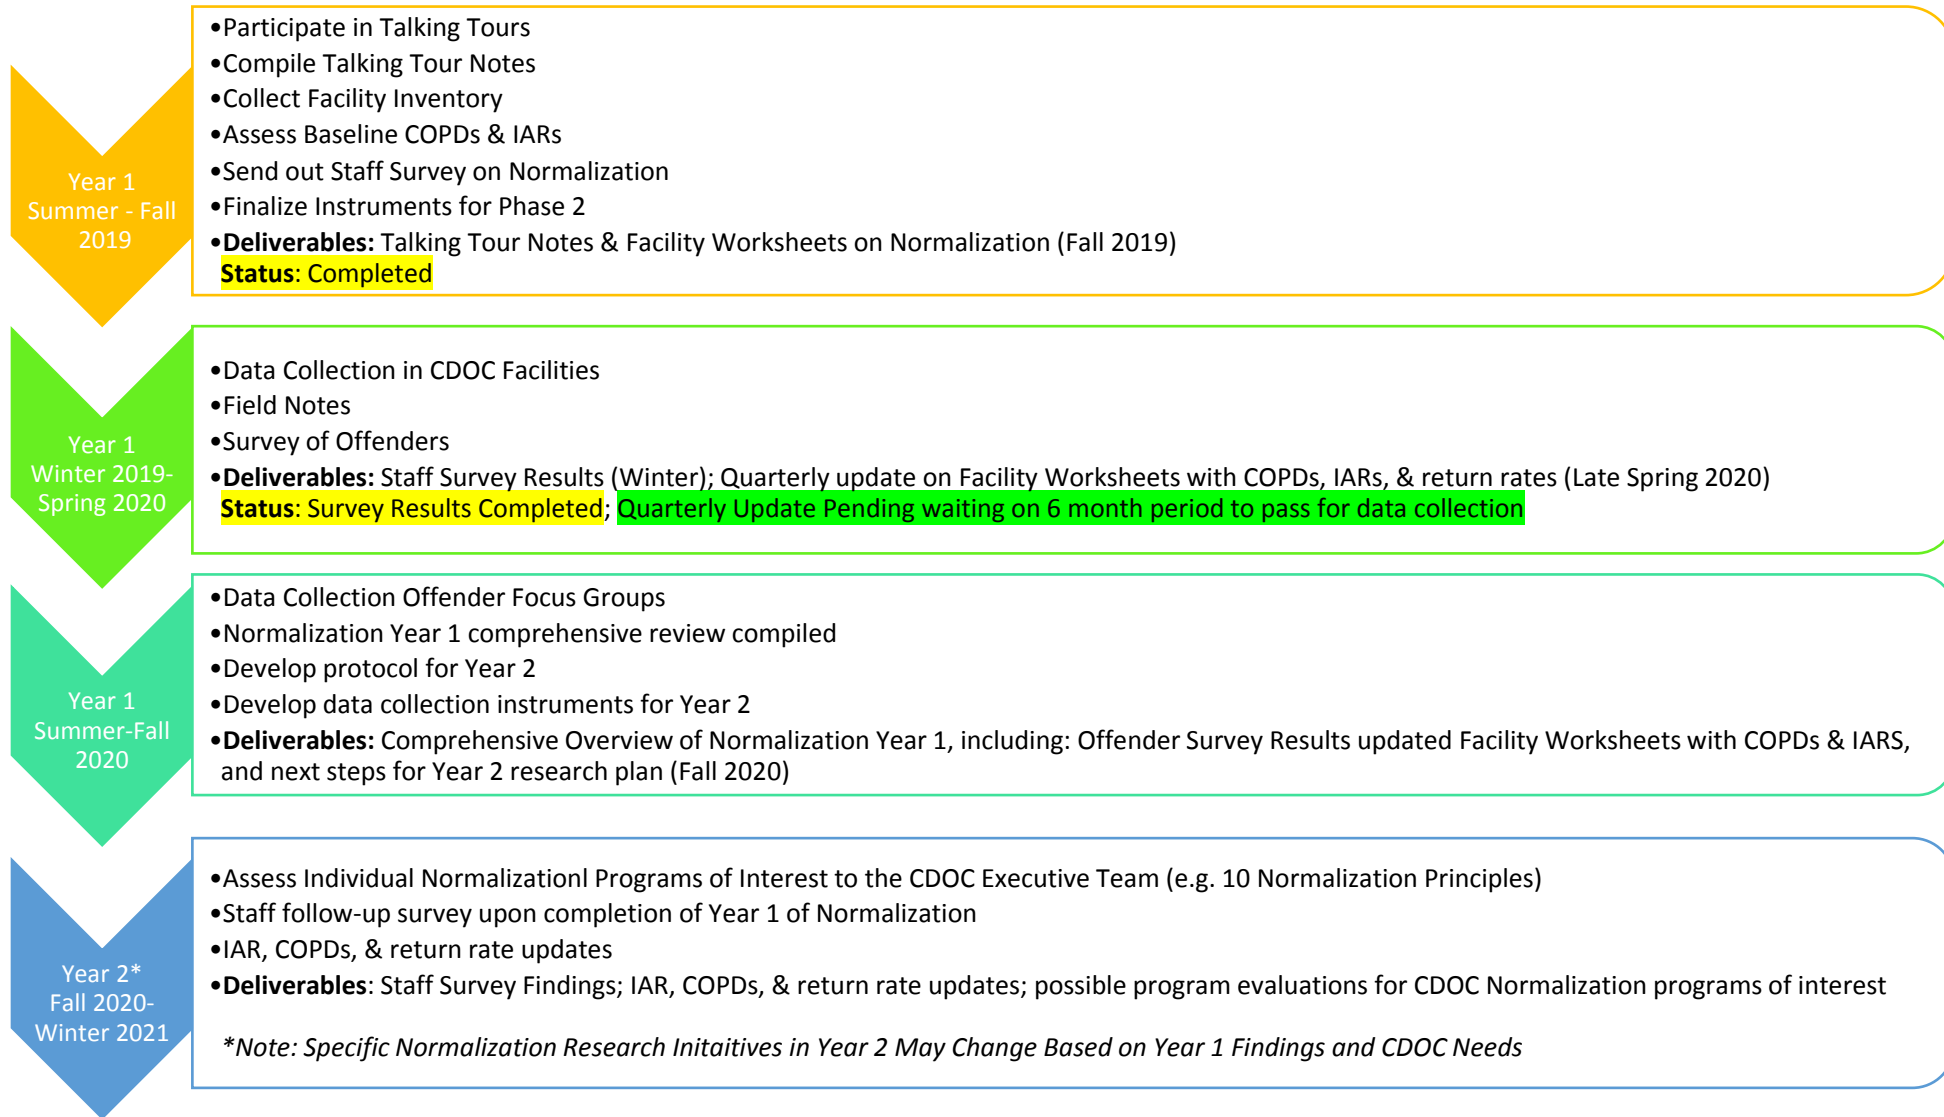 Year 1
Summer - Fall
2019
•Participate in Talking Tours
•Compile Talking Tour Notes
•Collect Facility Inventory
•Assess Baseline COPDs & IARs
•Send out Staff Survey on Normalization
•Finalize Instruments for Phase 2
•Deliverables: Talking Tour Notes & Facility Worksheets on Normalization (Fall 2019)
Status: Completed
Year 1
Winter 2019-
Spring 2020
•Data Collection in CDOC Facilities
•Field Notes
•Survey of Offenders
•Deliverables: Staff Survey Results (Winter); Quarterly update on Facility Worksheets with COPDs, IARs, & return rates (Late Spring 2020)
Status: Survey Results Completed; Quarterly Update Pending waiting on 6 month period to pass for data collection
Year 1
Summer-Fall
2020
•Data Collection Offender Focus Groups
•Normalization Year 1 comprehensive review compiled
•Develop protocol for Year 2
•Develop data collection instruments for Year 2
•Deliverables: Comprehensive Overview of Normalization Year 1, including: Offender Survey Results updated Facility Worksheets with COPDs & IARS,
and next steps for Year 2 research plan (Fall 2020)
Year 2*
Fall 2020-
Winter 2021
•Assess Individual Normalizationl Programs of Interest to the CDOC Executive Team (e.g. 10 Normalization Principles)
•Staff follow-up survey upon completion of Year 1 of Normalization
•IAR, COPDs, & return rate updates
•Deliverables: Staff Survey Findings; IAR, COPDs, & return rate updates; possible program evaluations for CDOC Normalization programs of interest
*Note: Specific Normalization Research Initaitives in Year 2 May Change Based on Year 1 Findings and CDOC Needs